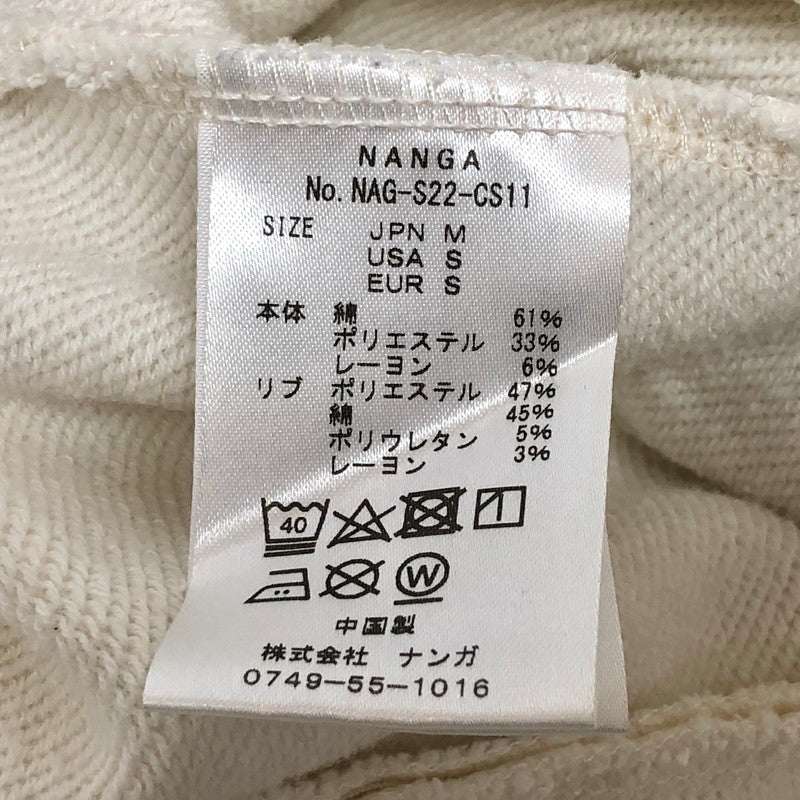 NANGA
No. NAG-S22-CS11
SIZE JPN M
USA S
EUR S
本体 綿 61%
ポリエステル 33%
レーヨン 6%
リブ ポリエステル 47%
綿 45%
ポリウレタン 5%
レーヨン 3%
40
W
中国製
株式会社 ナンガ
0749-55-1016